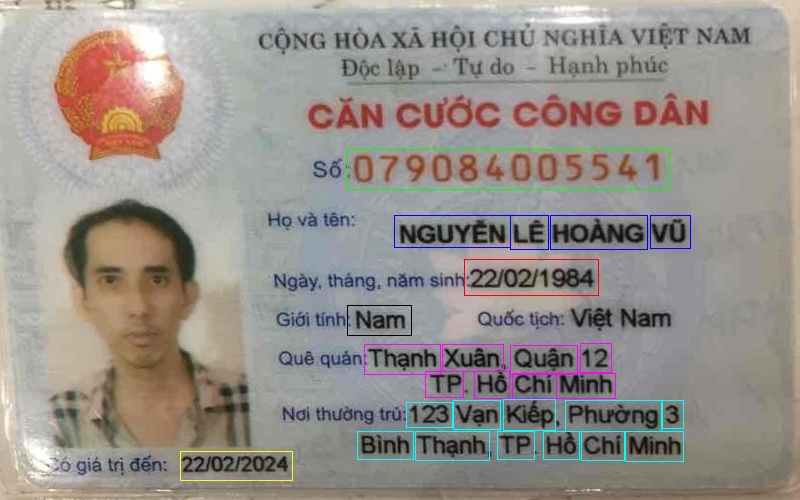 CỘNG HÒA XÃ HỘI CHỦ NGHĨA VIỆT NAM
Độc lập - Tự do - Hạnh phúc
CĂN CƯỚC CÔNG DÂN
Số: 079084005541
Họ và tên: NGUYỄN LÊ HOÀNG VŨ
Ngày, tháng, năm sinh: 22/02/1984
Giới tính: Nam Quốc tịch: Việt Nam
Quê quán: Thạnh Xuân, Quận 12
TP. Hồ Chí Minh
Nơi thường trú: 123 Vạn Kiếp, Phường 3
Bình Thạnh, TP. Hồ Chí Minh
Có giá trị đến: 22/02/2024